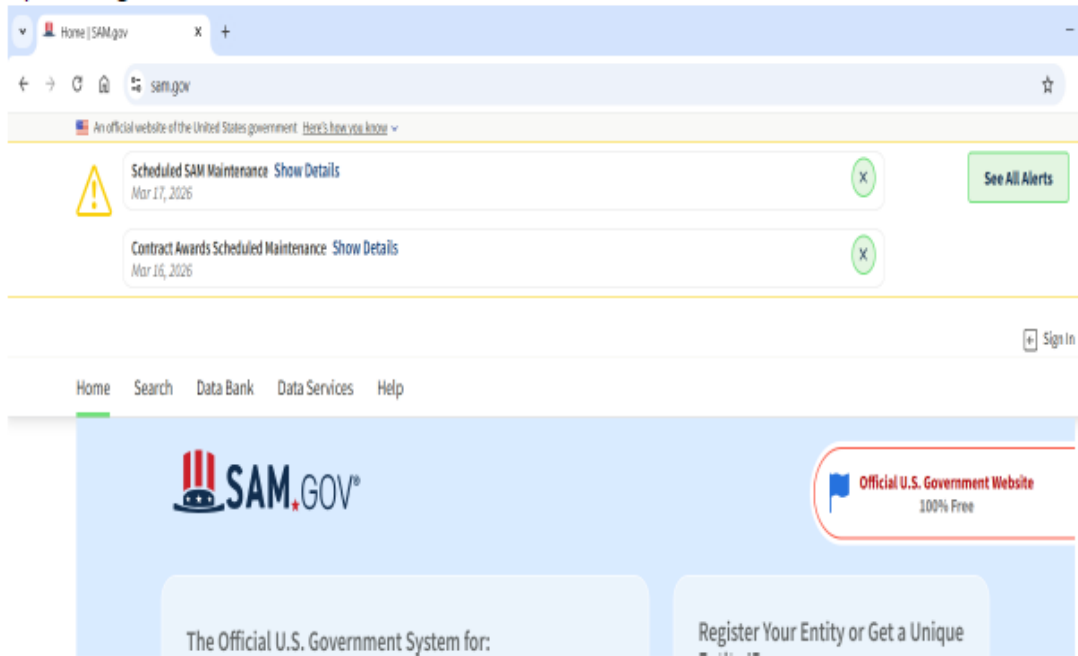 Home | SAM.gov
sam.gov
An official website of the United States government Here's how you know
Scheduled SAM Maintenance Show Details
Mar 17, 2026
See All Alerts
Contract Awards Scheduled Maintenance Show Details
Mar 16, 2026
Sign In
Home Search Data Bank Data Services Help
SAM.GOV®
Official U.S. Government Website
100% Free
The Official U.S. Government System for:
Register Your Entity or Get a Unique